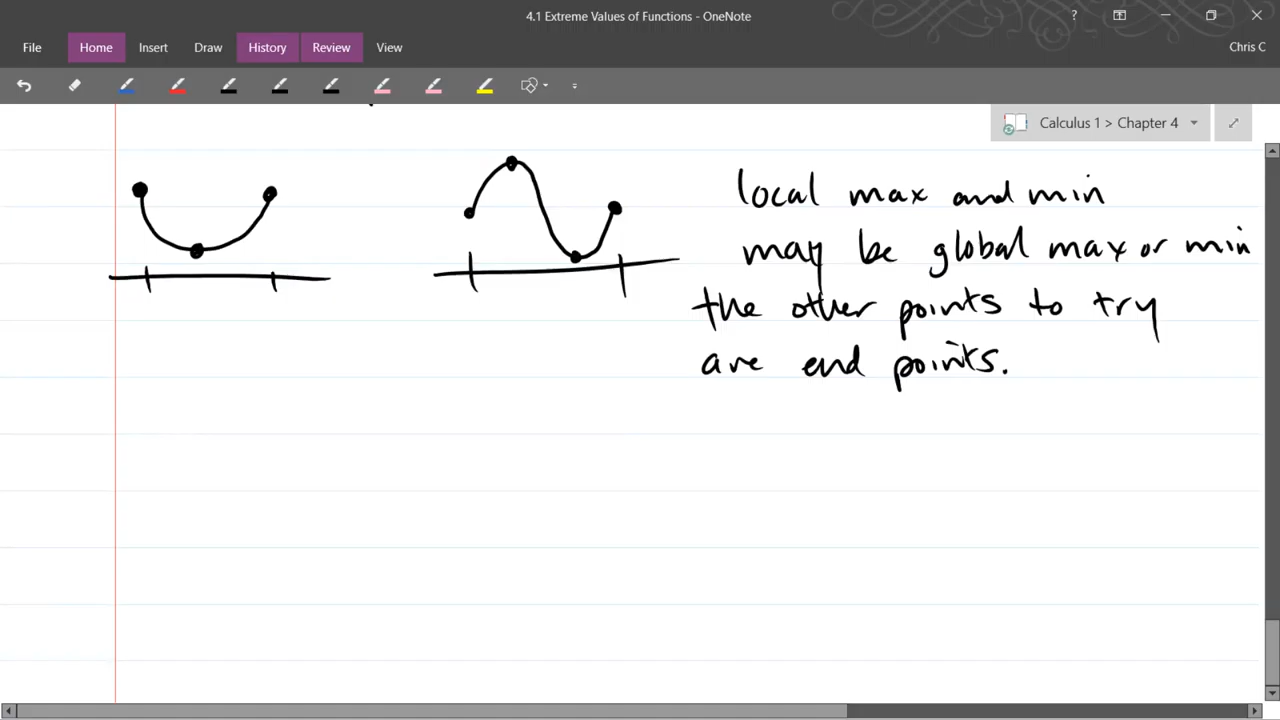 4.1 Extreme Values of Functions - OneNote
?
File Home Insert Draw History Review View
Chris C
Calculus 1 > Chapter 4
local max and min
may be global max or min
the other points to try
are end points.